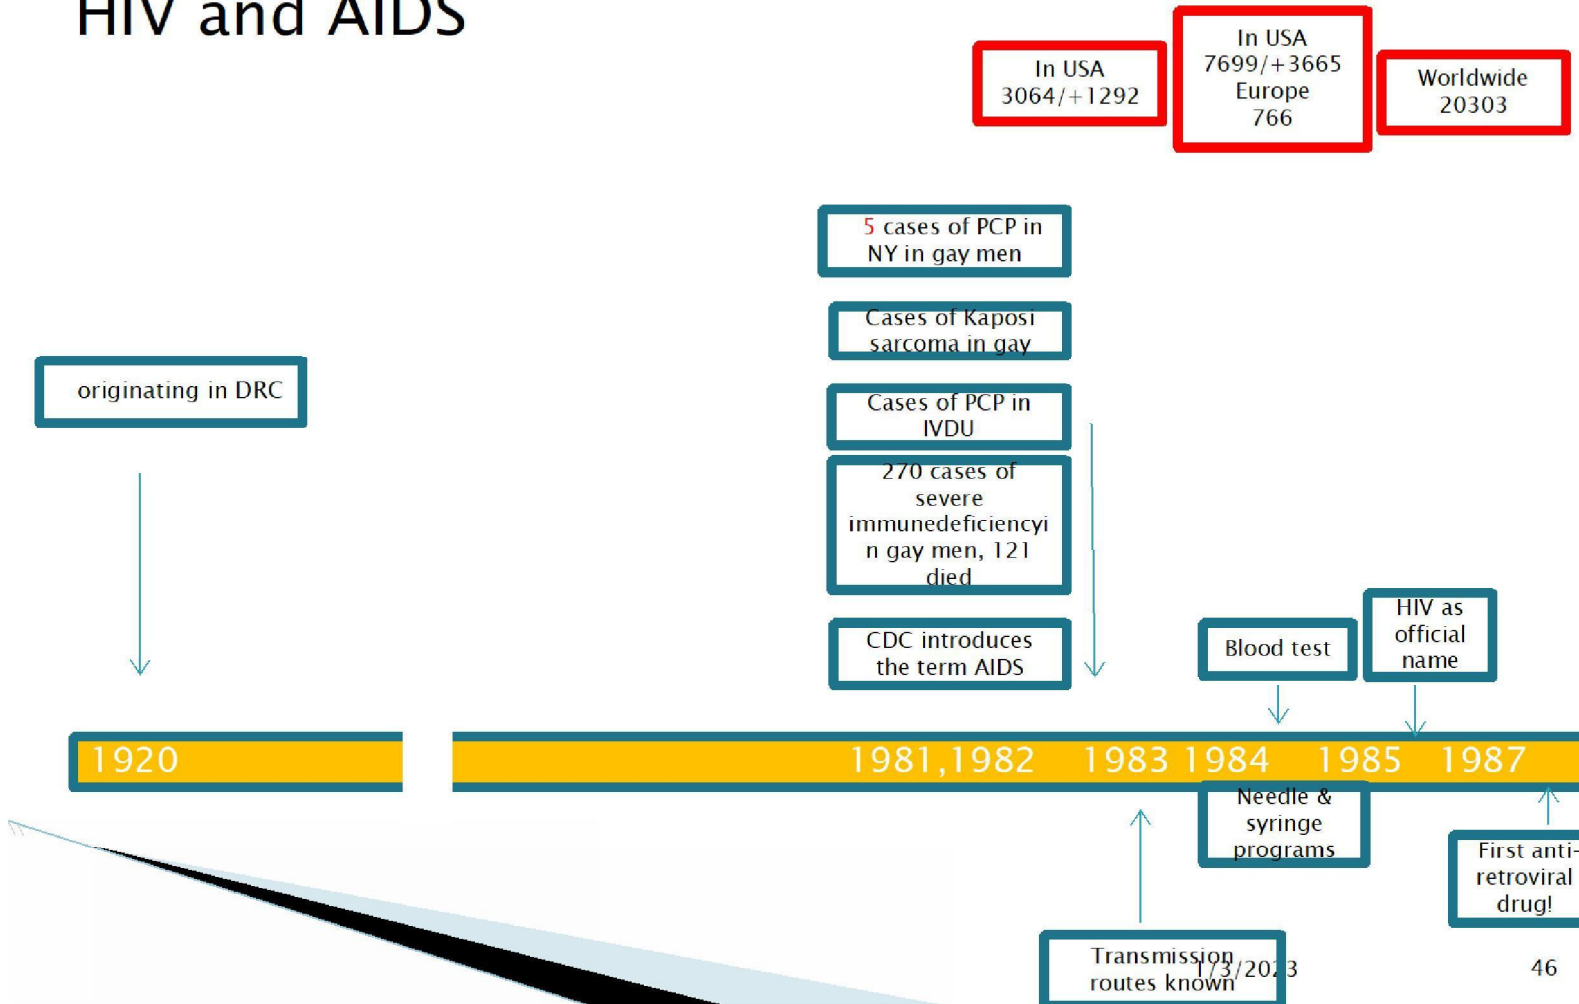 HIV and AIDS
In USA
3064/+1292
In USA
7699/+3665
Europe
766
Worldwide
20303
5 cases of PCP in
NY in gay men
Cases of Kaposi
sarcoma in gay
originating in DRC
Cases of PCP in
IVDU
270 cases of
severe
immunedeficiencyi
n gay men, 121
died
CDC introduces
the term AIDS
Blood test
HIV as
official
name
1920
1981,1982
1983
1984
1985
1987
Needle &
syringe
programs
First anti-
retroviral
drug!
Transmission
routes known
1/3/2023
46